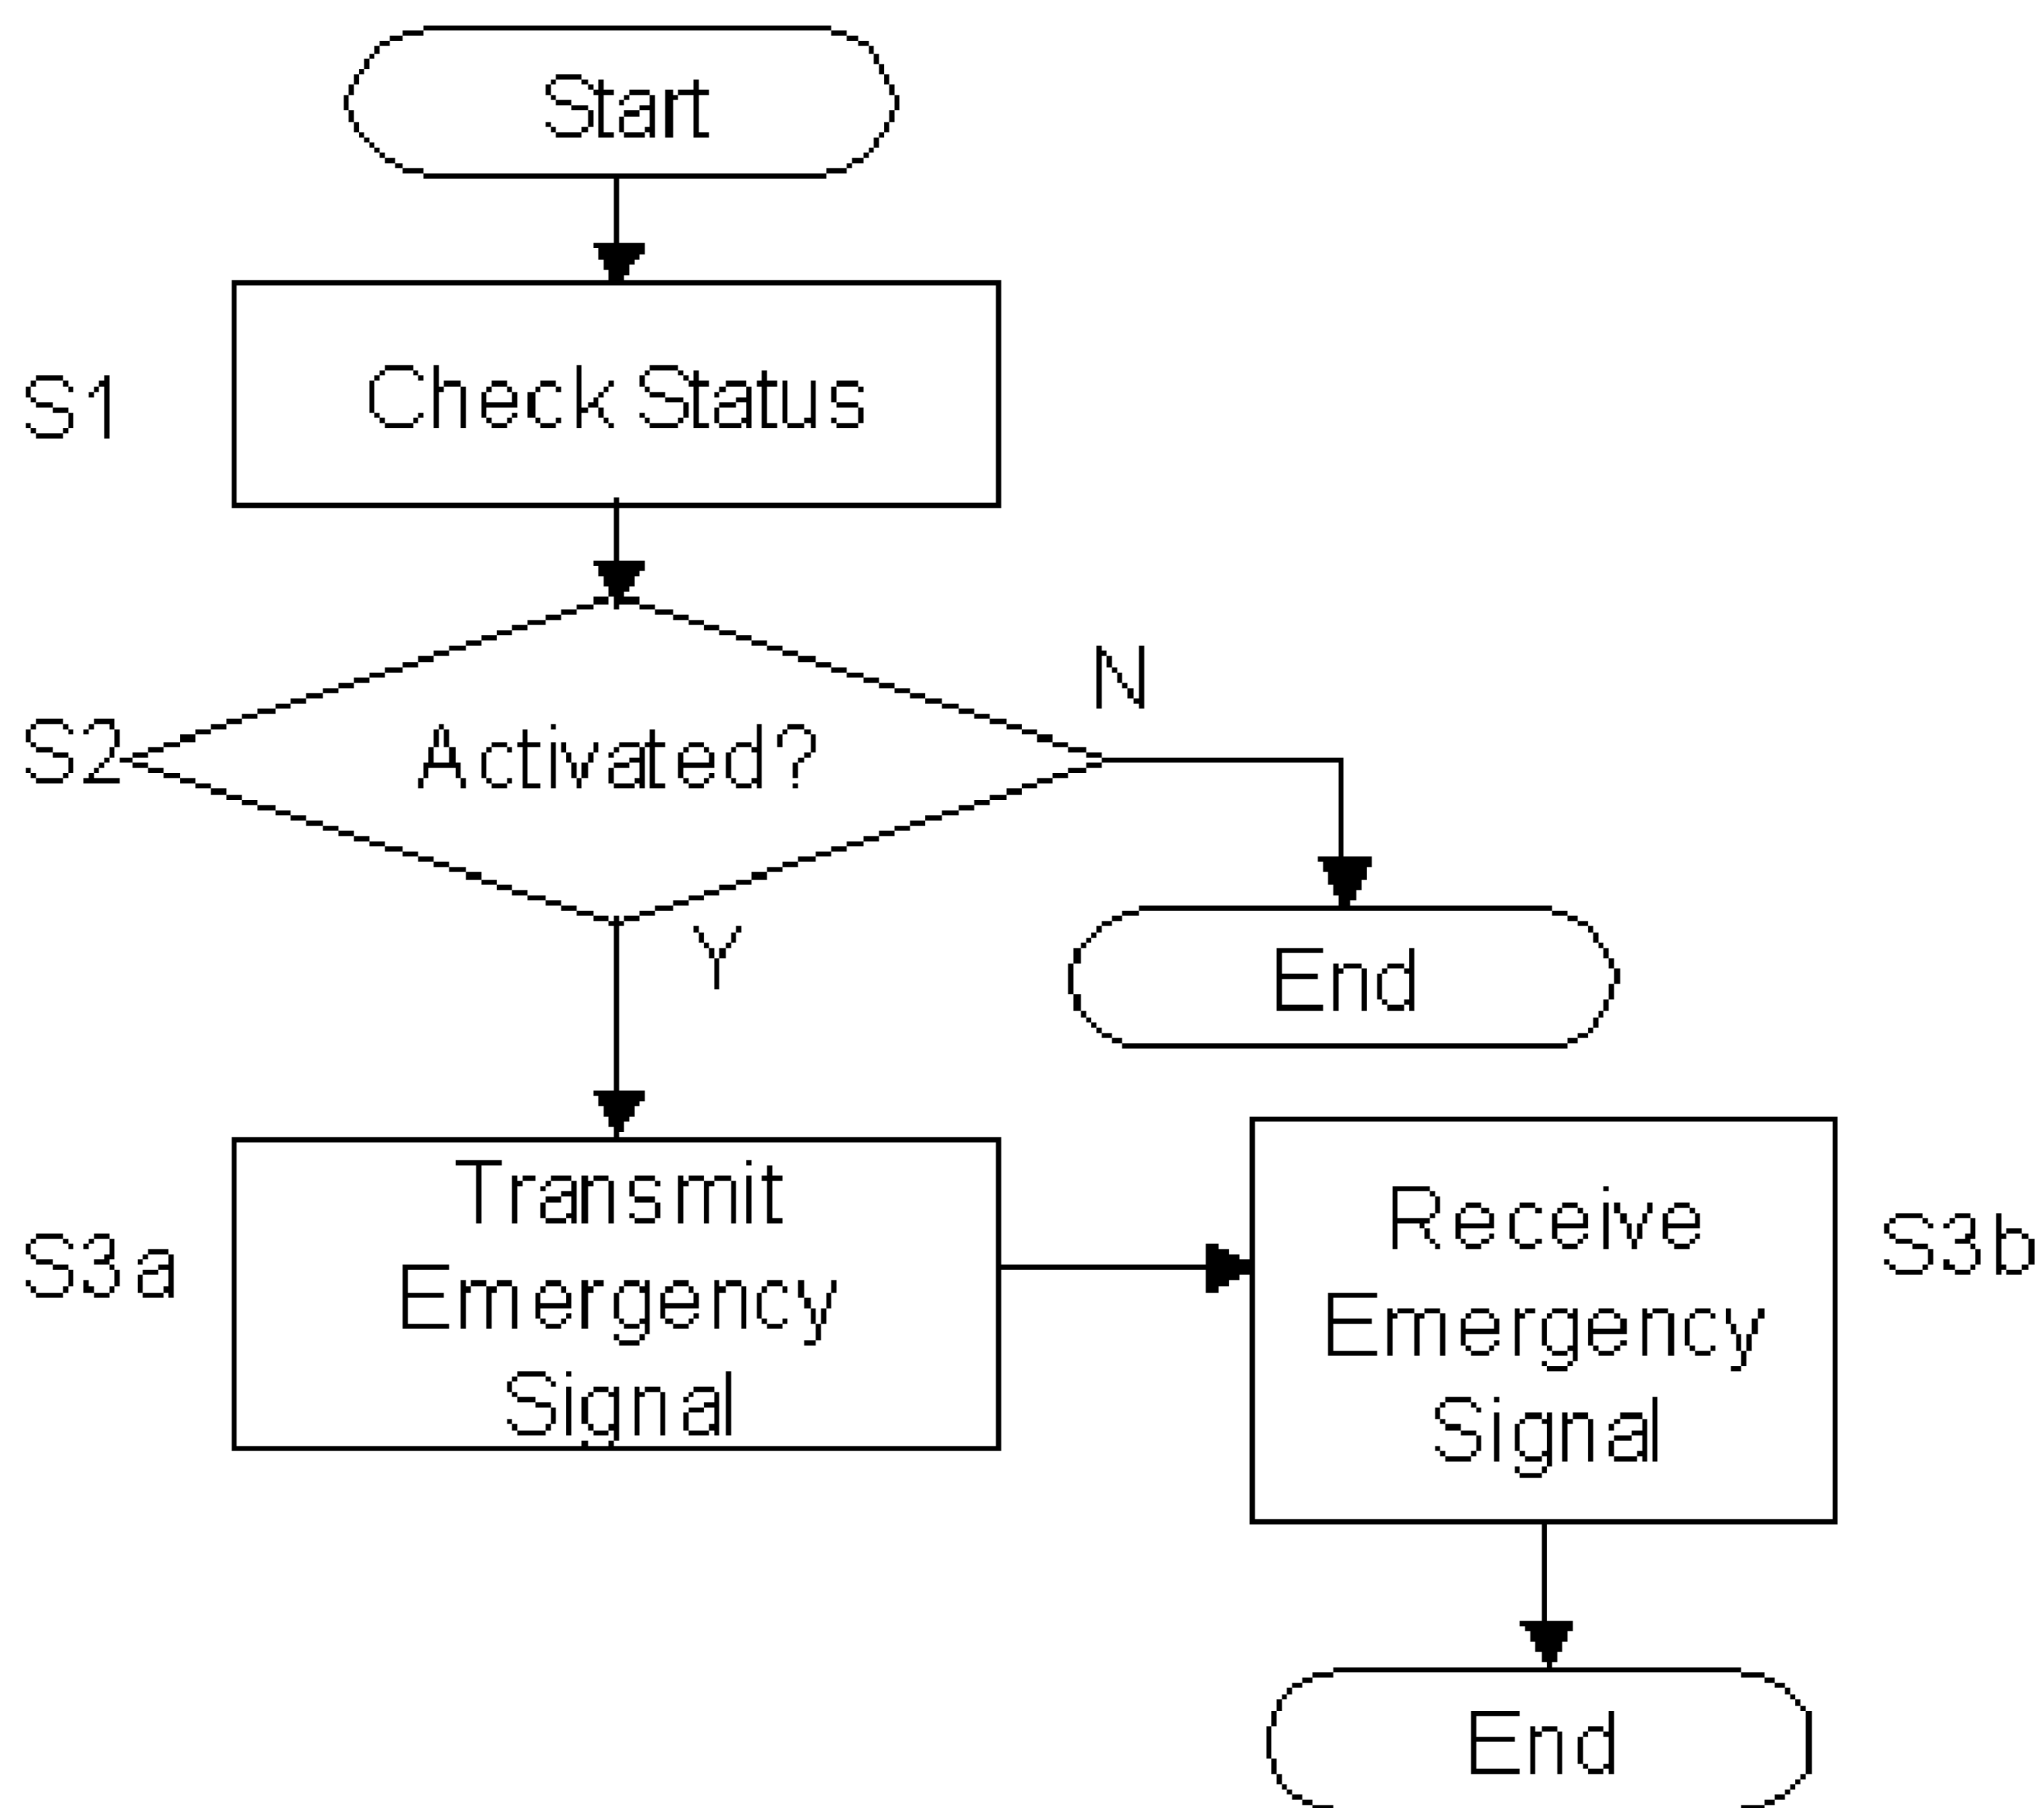 Start
S1
Check Status
S2
Activated?
N
Y
End
S3a
Transmit
Emergency
Signal
Receive
Emergency
Signal
S3b
End